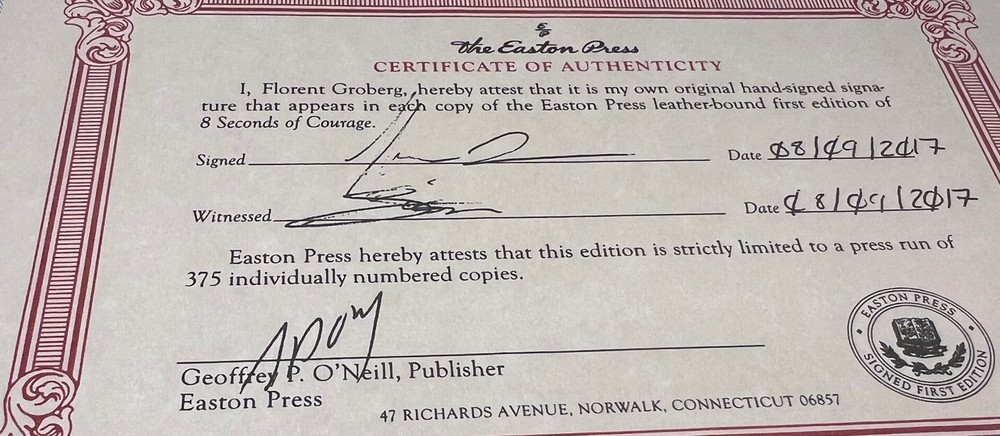 The Easton Press
CERTIFICATE OF AUTHENTICITY
I, Florent Groberg, hereby attest that it is my own original hand-signed signa-
ture that appears in each copy of the Easton Press leather-bound first edition of
8 Seconds of Courage.
Signed Date 08/09/2017
Witnessed Date 08/09/2017
Easton Press hereby attests that this edition is strictly limited to a press run of
375 individually numbered copies.
Geoffrey P. O'Neill, Publisher
Easton Press
47 RICHARDS AVENUE, NORWALK, CONNECTICUT 06857
EASTON PRESS
SIGNED FIRST EDITION